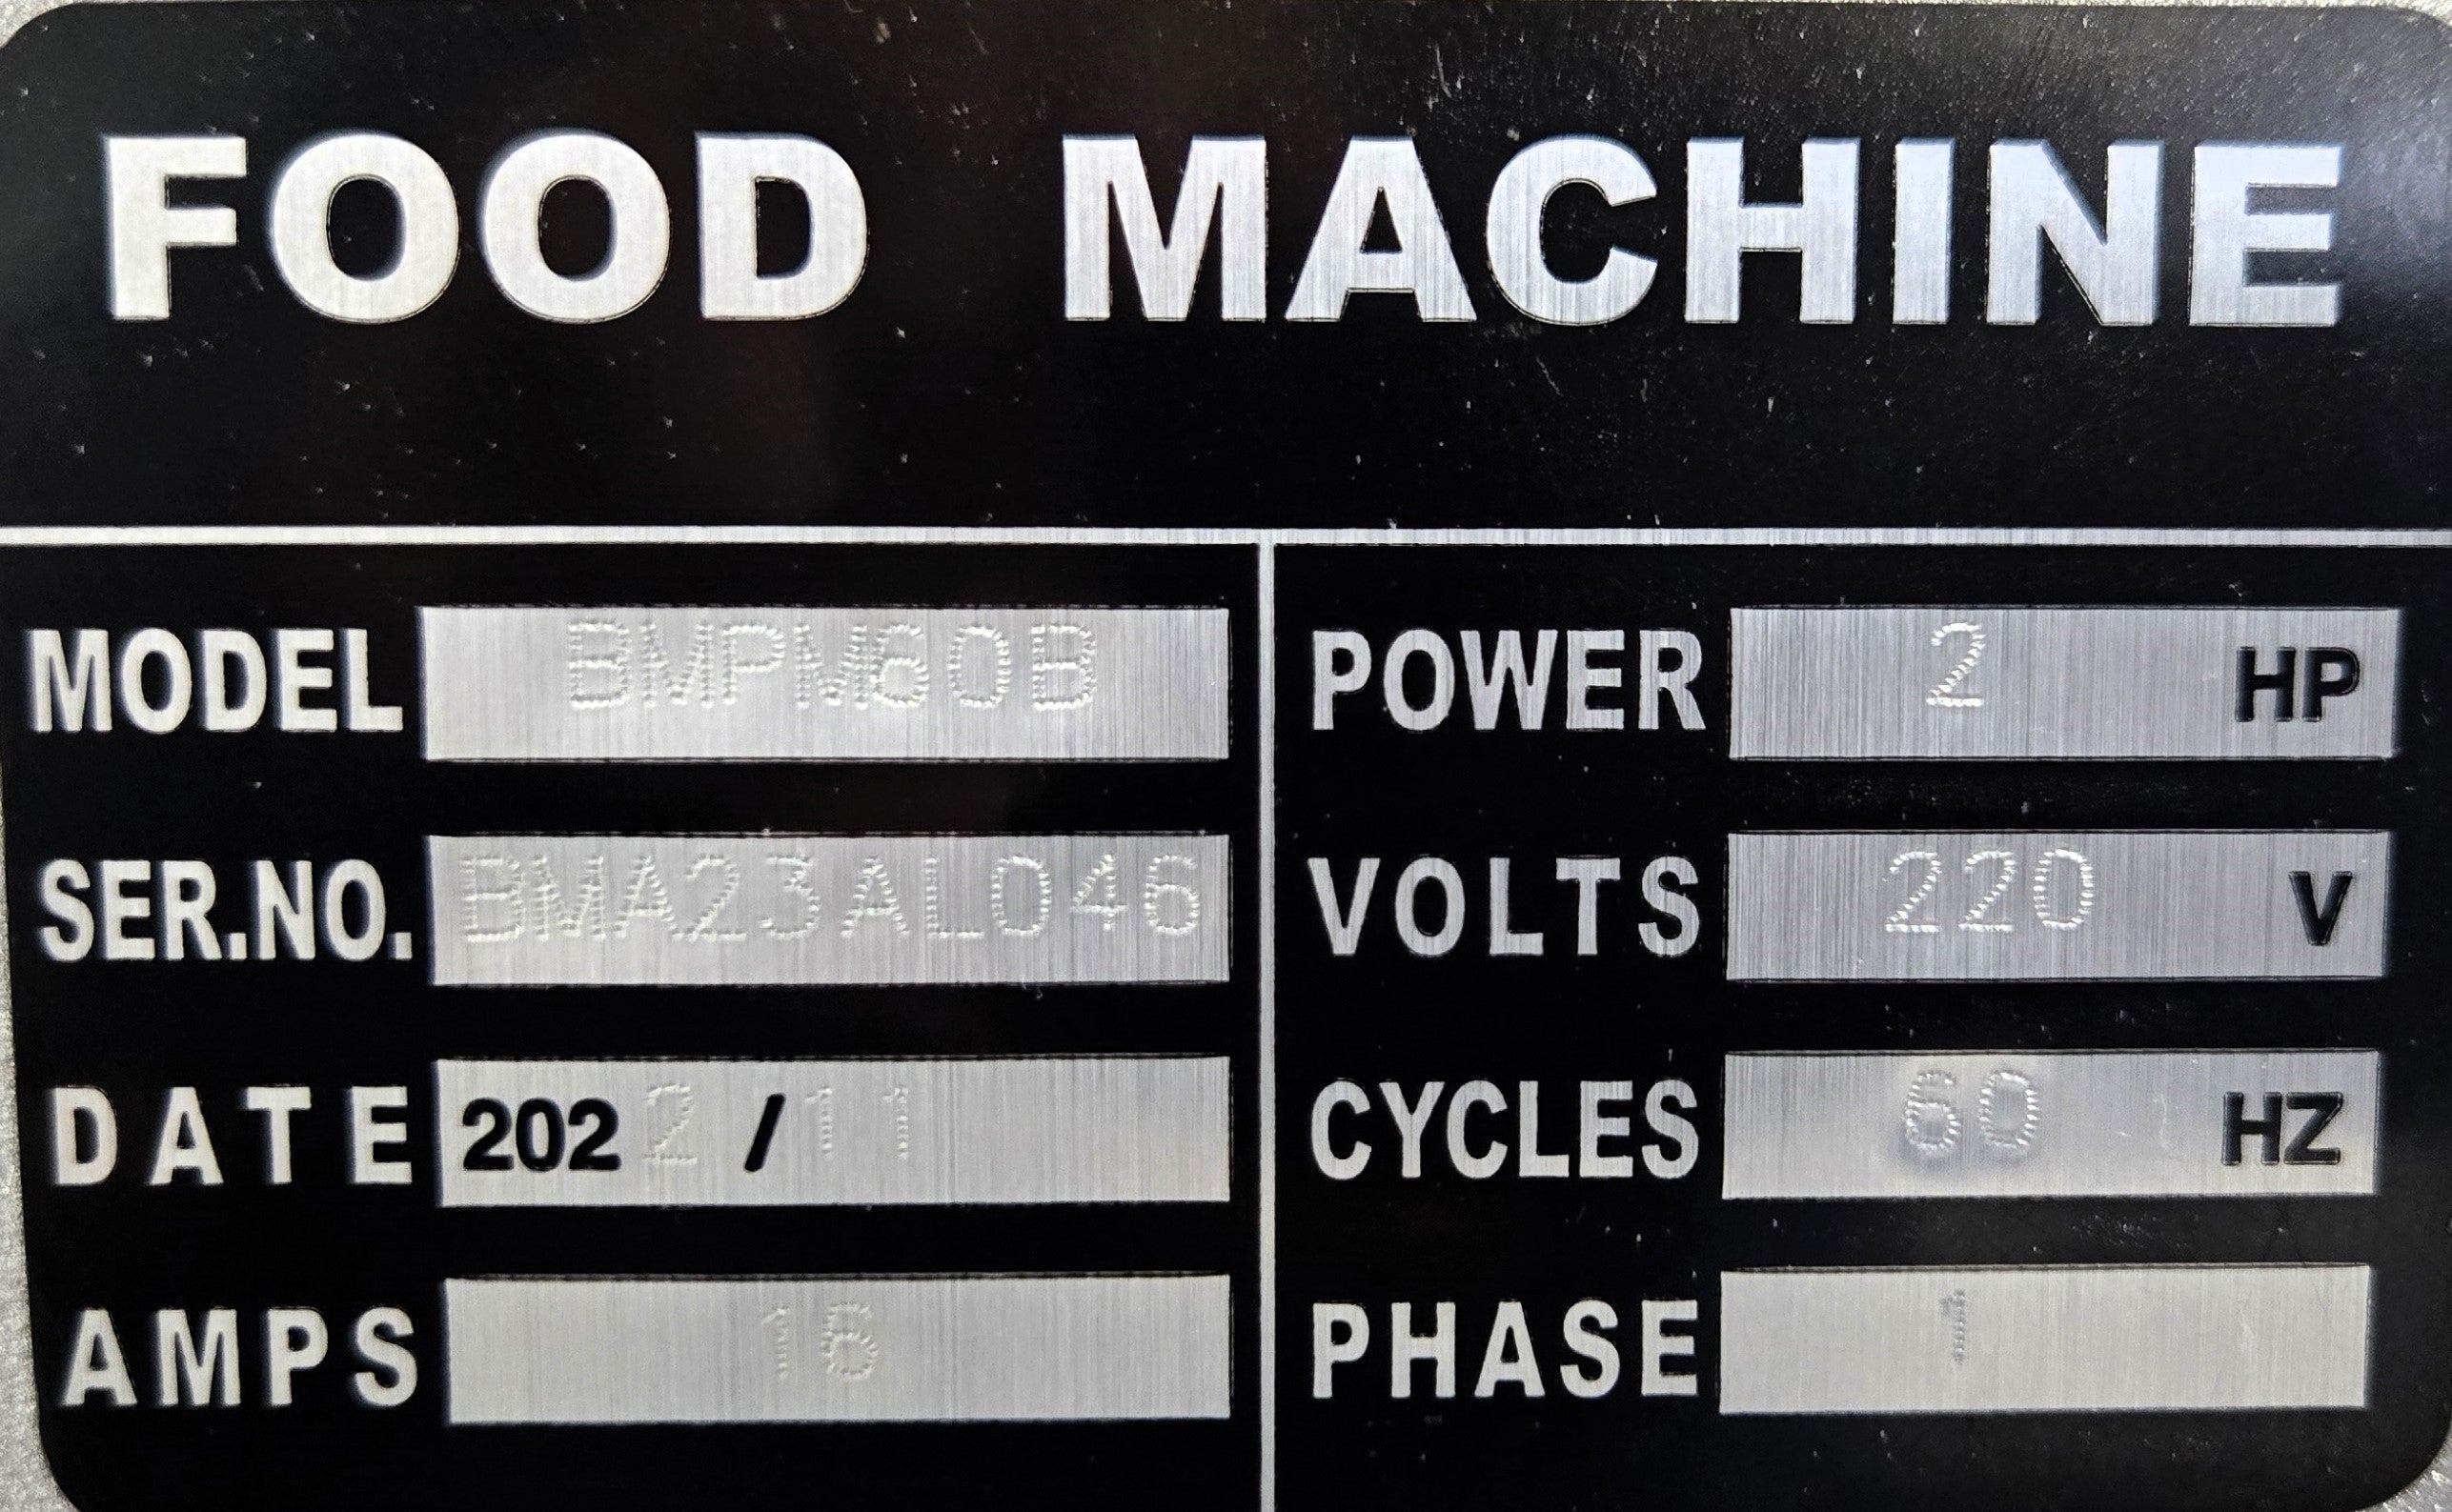 FOOD MACHINE
MODEL BMPM60B
SER.NO. BMA23AL046
DATE 2022/11
AMPS 16
POWER 2 HP
VOLTS 220 V
CYCLES 60 HZ
PHASE 1